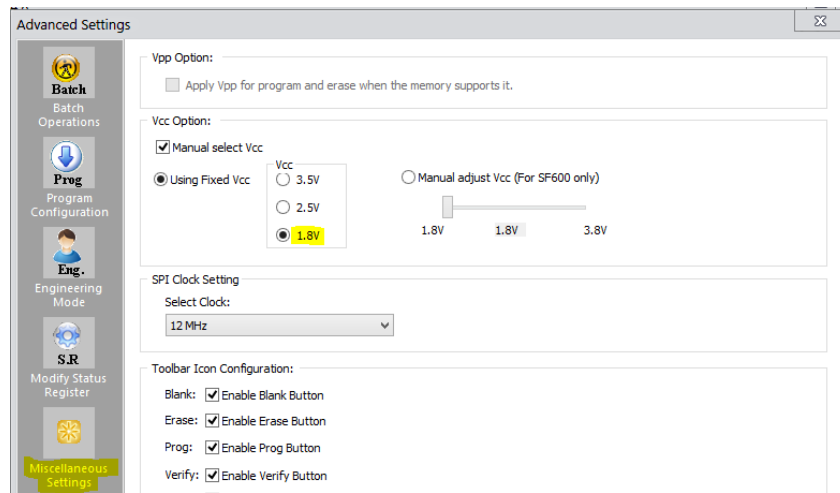 Advanced Settings
Batch
Batch
Operations
Prog
Program
Configuration
Eng.
Engineering
Mode
S.R
Modify Status
Register
Miscellaneous
Settings
Vpp Option:
Apply Vpp for program and erase when the memory supports it.
Vcc Option:
Manual select Vcc
Using Fixed Vcc
Vcc
3.5V
2.5V
1.8V
Manual adjust Vcc (For SF600 only)
1.8V 1.8V 3.8V
SPI Clock Setting
Select Clock:
12 MHz
Toolbar Icon Configuration:
Blank: Enable Blank Button
Erase: Enable Erase Button
Prog: Enable Prog Button
Verify: Enable Verify Button